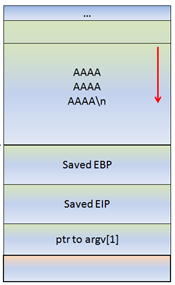 ...
AAAA
AAAA
AAAA\n
Saved EBP
Saved EIP
ptr to argv[1]